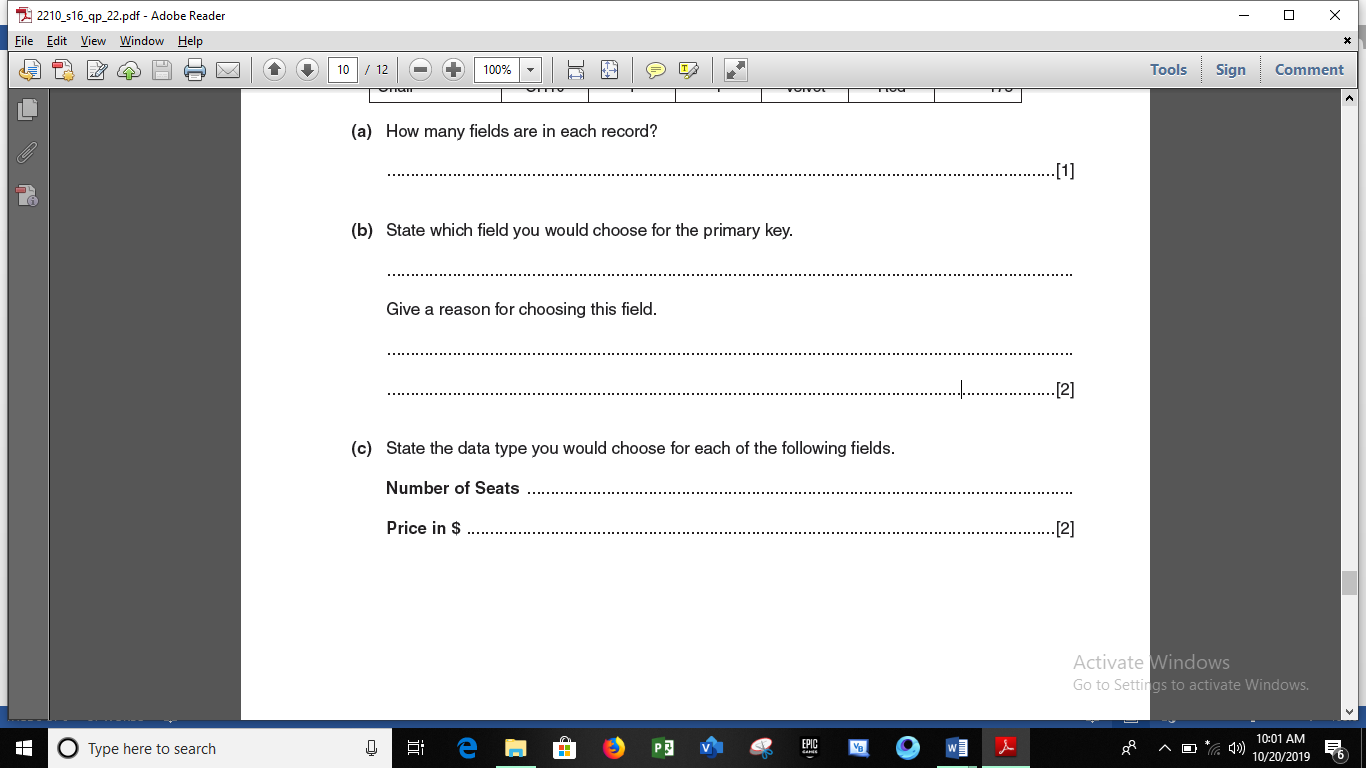 2210_s16_qp_22.pdf - Adobe Reader
File Edit View Window Help
10 / 12 100% Tools Sign Comment
(a) How many fields are in each record?
[1]
(b) State which field you would choose for the primary key.
Give a reason for choosing this field.
[2]
(c) State the data type you would choose for each of the following fields.
Number of Seats
Price in $ [2]
Activate Windows
Go to Settings to activate Windows.
Type here to search
10:01 AM
10/20/2019
6